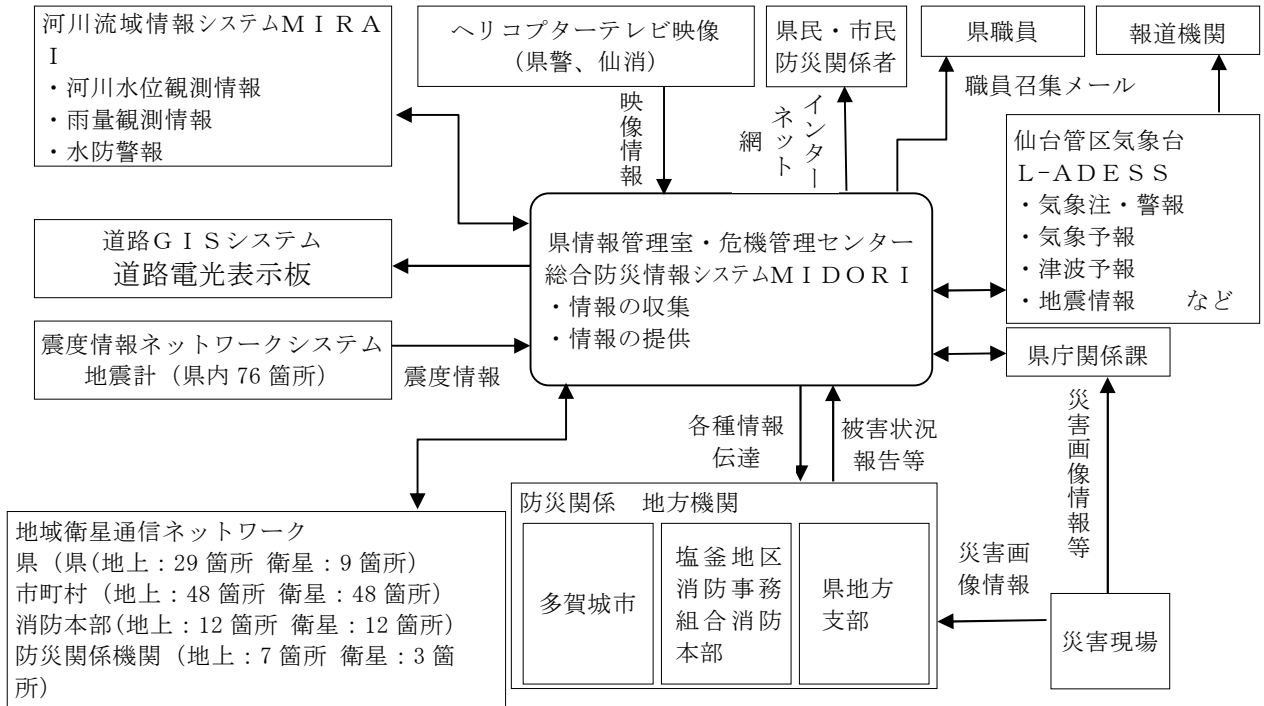 河川流域情報システムＭＩＲＡ
Ｉ
・河川水位観測情報
・雨量観測情報
・水防警報
ヘリコプターテレビ映像
（県警、仙消）
映像情報
県民・市民
防災関係者
インター
ネット
網
県職員
職員召集メール
報道機関
仙台管区気象台
Ｌ−ＡＤＥＳＳ
・気象注・警報
・気象予報
・津波予報
・地震情報　　など
道路ＧＩＳシステム
道路電光表示板
県情報管理室・危機管理センター
総合防災情報システムＭＩＤＯＲＩ
・情報の収集
・情報の提供
震度情報ネットワークシステム
地震計（県内 76 箇所）
震度情報
県庁関係課
各種情報
伝達
被害状況
報告等
災害画像情報等
地域衛星通信ネットワーク
県（県(地上：29 箇所 衛星：9 箇所）
市町村（地上：48 箇所 衛星：48 箇所）
消防本部(地上：12 箇所 衛星：12 箇所）
防災関係機関（地上：7 箇所 衛星：3 箇
所）
防災関係　地方機関
多賀城市
塩釜地区
消防事務
組合消防
本部
県地方
支部
災害画
像情報
災害現場